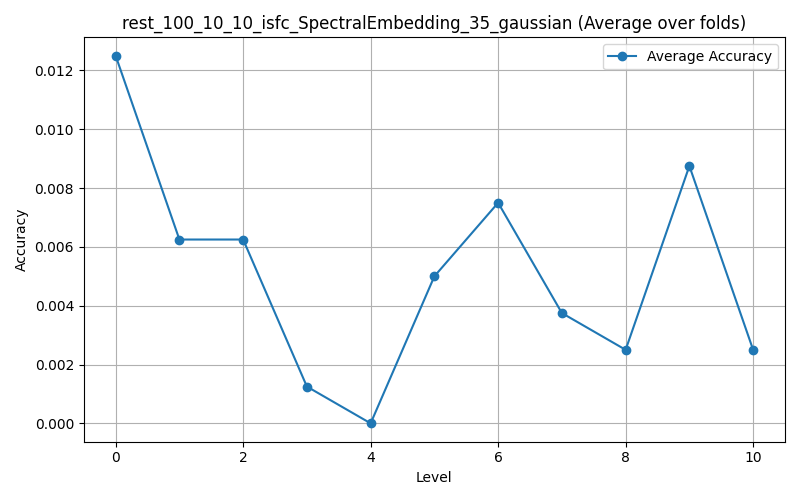 rest_100_10_10_isfc_SpectralEmbedding_35_gaussian (Average over folds)
Average Accuracy
0.012
0.010
0.008
0.006
0.004
0.002
0.000
Accuracy
0 2 4 6 8 10
Level